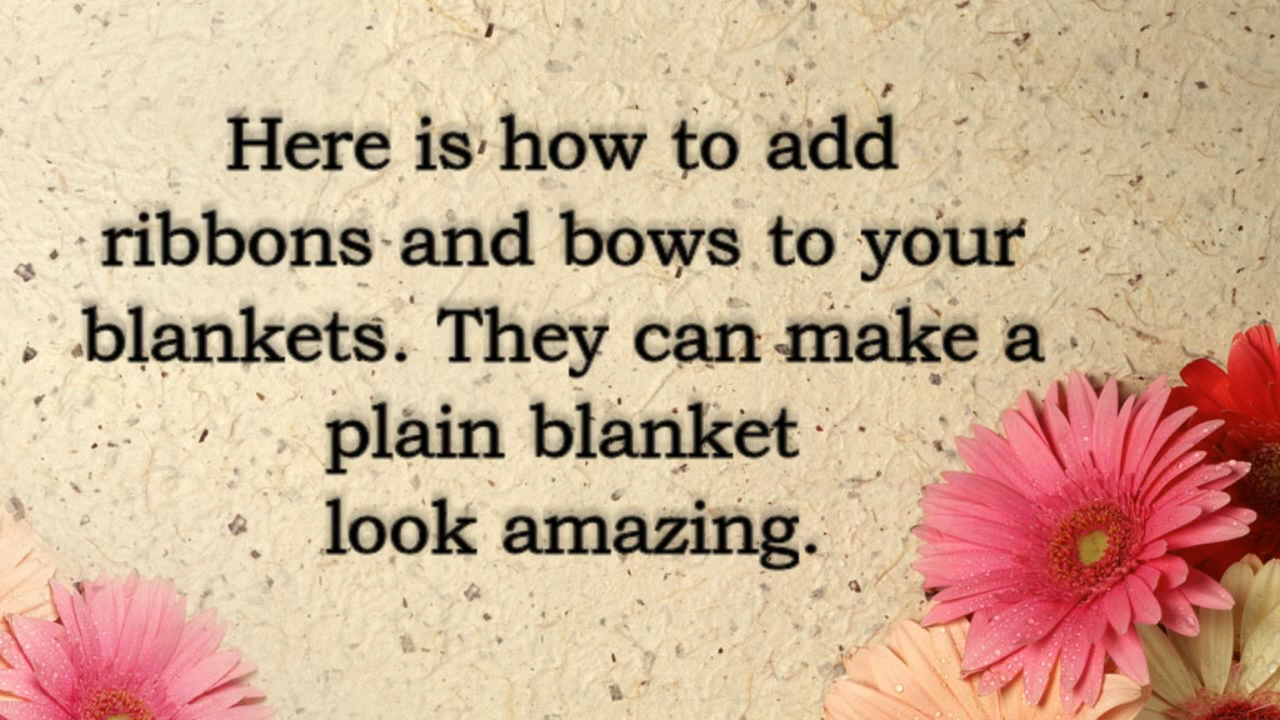 Here is how to add
ribbons and bows to your
blankets. They can make a
plain blanket
look amazing.